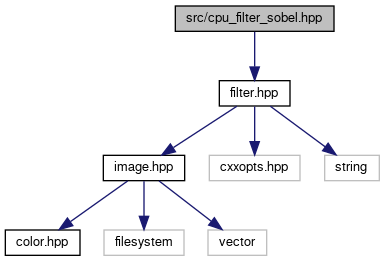 src/cpu_filter_sobel.hpp
filter.hpp
image.hpp
cxxopts.hpp
string
color.hpp
filesystem
vector